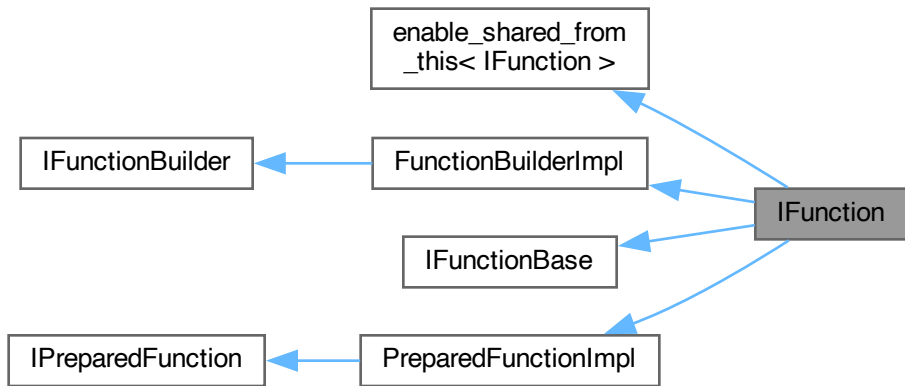 enable_shared_from
_this< IFunction >
IFunctionBuilder
FunctionBuilderImpl
IFunction
IFunctionBase
IPreparedFunction
PreparedFunctionImpl